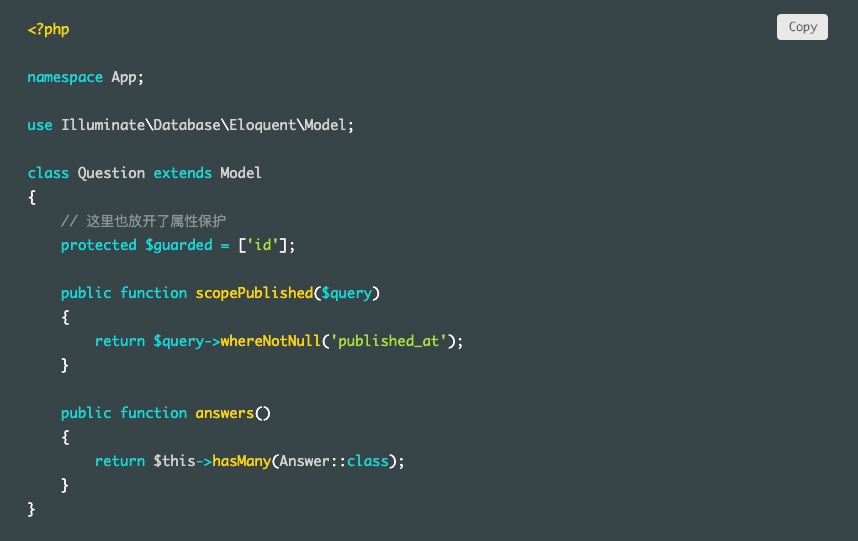 <?php
Copy
namespace App;
use Illuminate\Database\Eloquent\Model;
class Question extends Model
{
// 这里也放开了属性保护
protected $guarded = ['id'];
public function scopePublished($query)
{
return $query->whereNotNull('published_at');
}
public function answers()
{
return $this->hasMany(Answer::class);
}
}